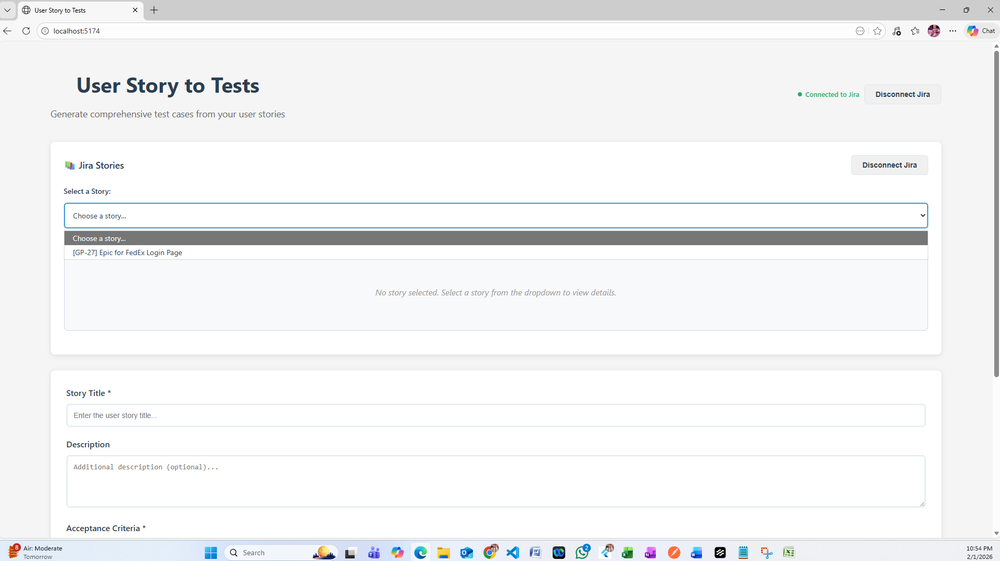 User Story to Tests
localhost:5174
Chat
User Story to Tests
Generate comprehensive test cases from your user stories
Connected to Jira
Disconnect Jira
Jira Stories
Disconnect Jira
Select a Story:
Choose a story...
Choose a story...
[GP-27] Epic for FedEx Login Page
No story selected. Select a story from the dropdown to view details.
Story Title *
Enter the user story title...
Description
Additional description (optional)...
Acceptance Criteria *
8
Air: Moderate
Tomorrow
Search
2
10:54 PM
2/1/2026